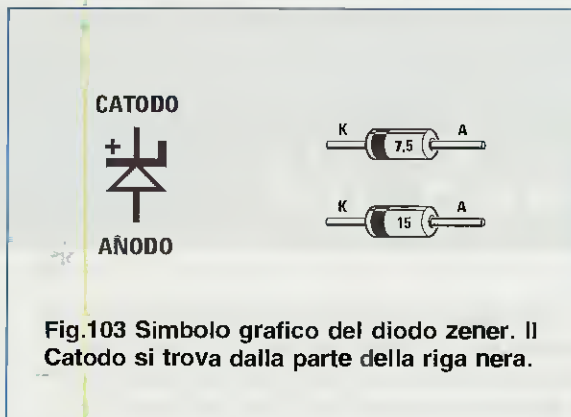 CATODO
+
AÑODO
K 7,5 A
K 15 A
Fig.103 Simbolo grafico del diodo zener. Il
Catodo si trova dalla parte della riga nera.